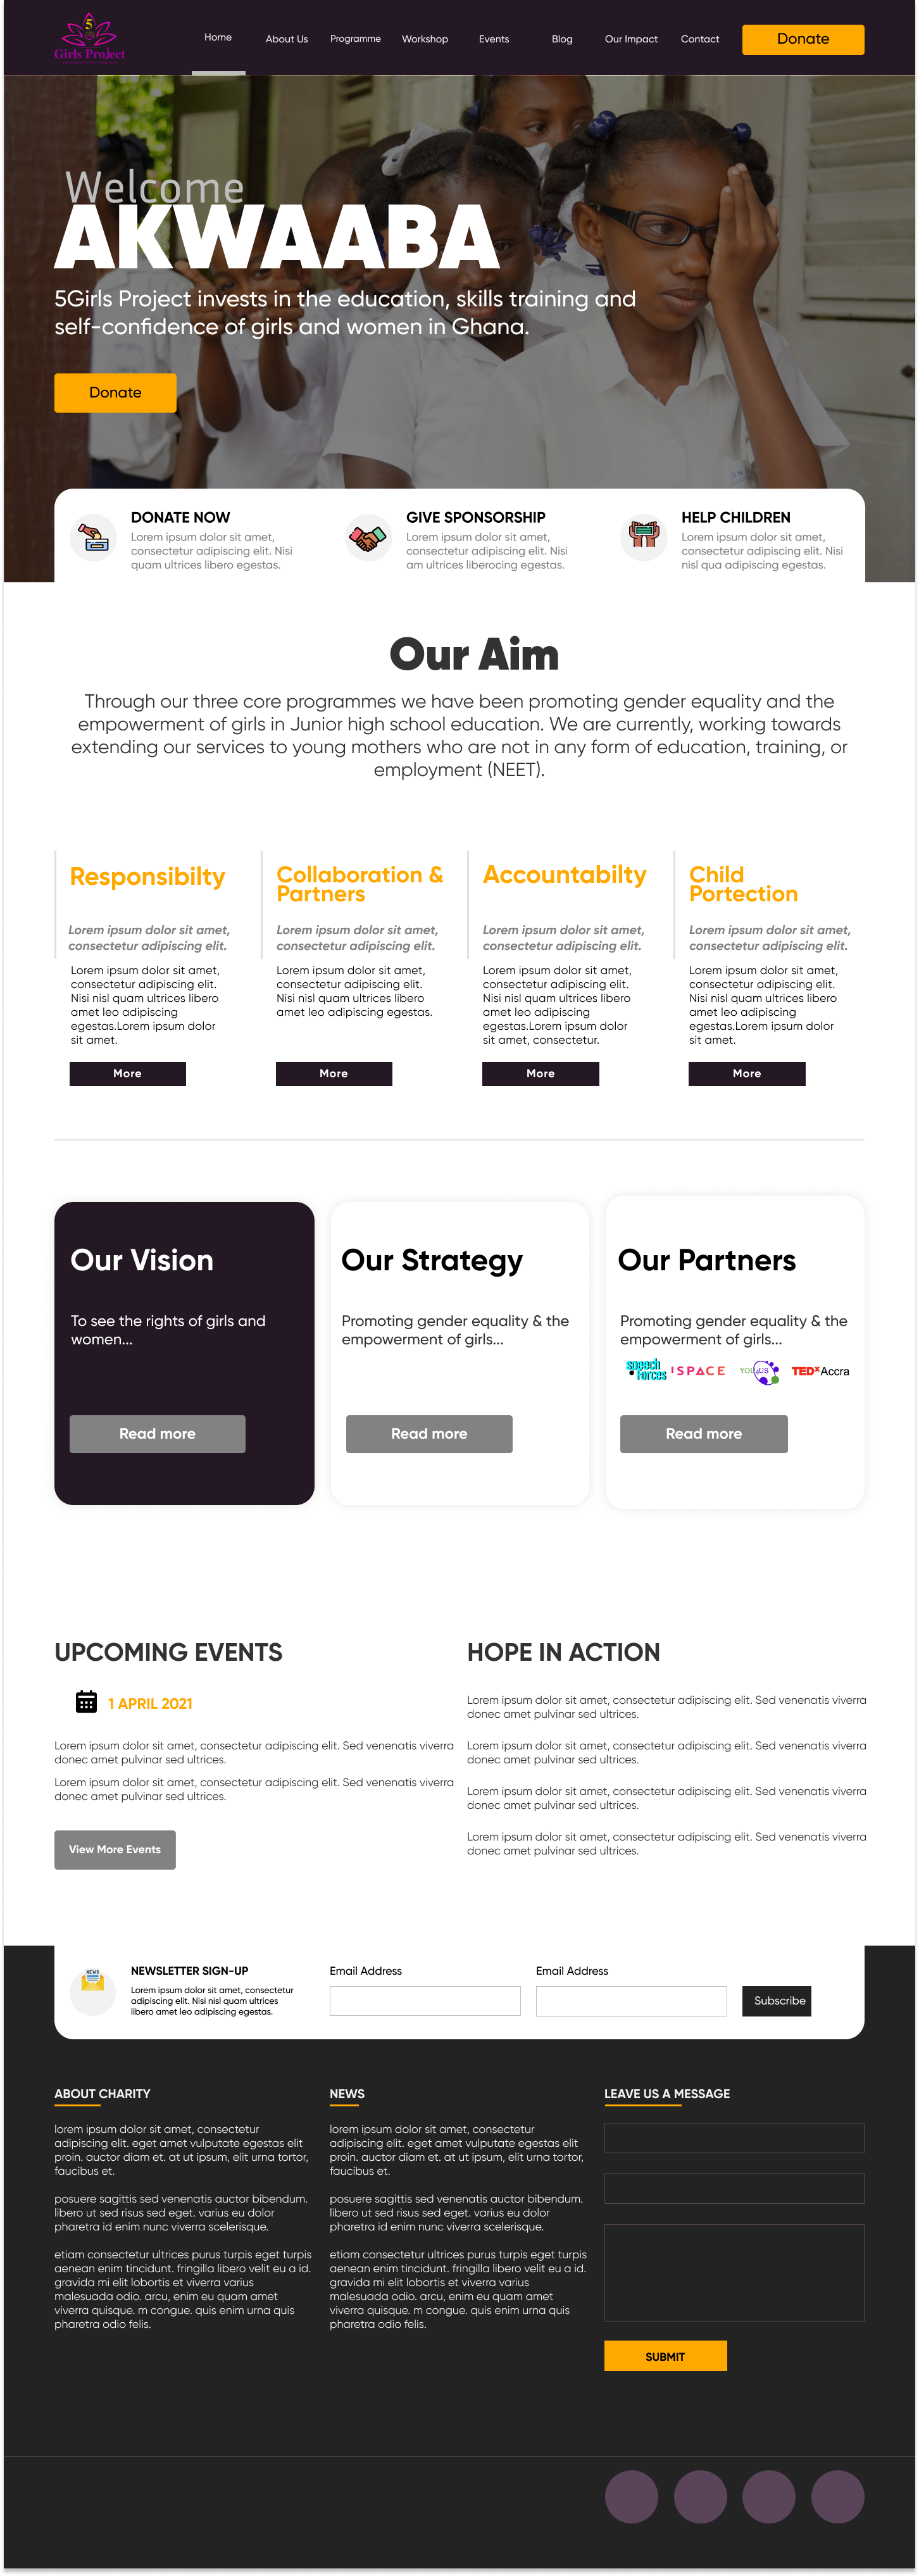 5
Girls Project
Home
About Us
Programme
Workshop
Events
Blog
Our Impact
Contact
Donate
Welcome
AKWAABA
5Girls Project invests in the education, skills training and
self-confidence of girls and women in Ghana.
Donate
DONATE NOW
Lorem ipsum dolor sit amet,
consectetur adipiscing elit. Nisi
quam ultrices libero egestas.
GIVE SPONSORSHIP
Lorem ipsum dolor sit amet,
consectetur adipiscing elit. Nisi
am ultrices liberocing egestas.
HELP CHILDREN
Lorem ipsum dolor sit amet,
consectetur adipiscing elit. Nisi
nisl qua adipiscing egestas.
Our Aim
Through our three core programmes we have been promoting gender equality and the
empowerment of girls in Junior high school education. We are currently, working towards
extending our services to young mothers who are not in any form of education, training, or
employment (NEET).
Responsibilty
Lorem ipsum dolor sit amet,
consectetur adipiscing elit.
Lorem ipsum dolor sit amet,
consectetur adipiscing elit.
Nisi nisl quam ultrices libero
amet leo adipiscing
egestas.Lorem ipsum dolor
sit amet.
More
Collaboration &
Partners
Lorem ipsum dolor sit amet,
consectetur adipiscing elit.
Lorem ipsum dolor sit amet,
consectetur adipiscing elit.
Nisi nisl quam ultrices libero
amet leo adipiscing egestas.
More
Accountabilty
Lorem ipsum dolor sit amet,
consectetur adipiscing elit.
Lorem ipsum dolor sit amet,
consectetur adipiscing elit.
Nisi nisl quam ultrices libero
amet leo adipiscing
egestas.Lorem ipsum dolor
sit amet, consectetur.
More
Child
Portection
Lorem ipsum dolor sit amet,
consectetur adipiscing elit.
Lorem ipsum dolor sit amet,
consectetur adipiscing elit.
Nisi nisl quam ultrices libero
amet leo adipiscing
egestas.Lorem ipsum dolor
sit amet.
More
Our Vision
To see the rights of girls and
women...
Read more
Our Strategy
Promoting gender equality & the
empowerment of girls...
Read more
Our Partners
Promoting gender equality & the
empowerment of girls...
speech
Forces
ISPACE
YOU4US
TEDxAccra
Read more
UPCOMING EVENTS
1 APRIL 2021
Lorem ipsum dolor sit amet, consectetur adipiscing elit. Sed venenatis viverra
donec amet pulvinar sed ultrices.
Lorem ipsum dolor sit amet, consectetur adipiscing elit. Sed venenatis viverra
donec amet pulvinar sed ultrices.
View More Events
HOPE IN ACTION
Lorem ipsum dolor sit amet, consectetur adipiscing elit. Sed venenatis viverra
donec amet pulvinar sed ultrices.
Lorem ipsum dolor sit amet, consectetur adipiscing elit. Sed venenatis viverra
donec amet pulvinar sed ultrices.
Lorem ipsum dolor sit amet, consectetur adipiscing elit. Sed venenatis viverra
donec amet pulvinar sed ultrices.
Lorem ipsum dolor sit amet, consectetur adipiscing elit. Sed venenatis viverra
donec amet pulvinar sed ultrices.
NEWS
NEWSLETTER SIGN-UP
Lorem ipsum dolor sit amet, consectetur
adipiscing elit. Nisi nisl quam ultrices
libero amet leo adipiscing egestas.
Email Address
Email Address
Subscribe
ABOUT CHARITY
lorem ipsum dolor sit amet, consectetur
adipiscing elit. eget amet vulputate egestas elit
proin. auctor diam et. at ut ipsum, elit urna tortor,
faucibus et.
posuere sagittis sed venenatis auctor bibendum.
libero ut sed risus sed eget. varius eu dolor
pharetra id enim nunc viverra scelerisque.
etiam consectetur ultrices purus turpis eget turpis
aenean enim tincidunt. fringilla libero velit eu a id.
gravida mi elit lobortis et viverra varius
malesuada odio. arcu, enim eu quam amet
viverra quisque. m congue. quis enim urna quis
pharetra odio felis.
NEWS
lorem ipsum dolor sit amet, consectetur
adipiscing elit. eget amet vulputate egestas elit
proin. auctor diam et. at ut ipsum, elit urna tortor,
faucibus et.
posuere sagittis sed venenatis auctor bibendum.
libero ut sed risus sed eget. varius eu dolor
pharetra id enim nunc viverra scelerisque.
etiam consectetur ultrices purus turpis eget turpis
aenean enim tincidunt. fringilla libero velit eu a id.
gravida mi elit lobortis et viverra varius
malesuada odio. arcu, enim eu quam amet
viverra quisque. m congue. quis enim urna quis
pharetra odio felis.
LEAVE US A MESSAGE
SUBMIT